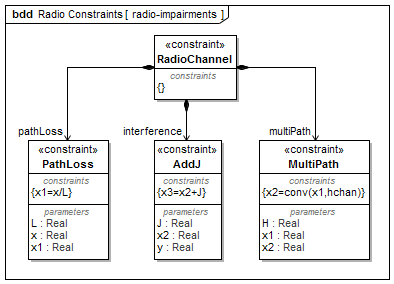 bdd Radio Constraints [ radio-impairments ]
«constraint»
RadioChannel
constraints
{}
pathLoss
interference
multiPath
«constraint»
PathLoss
constraints
{x1=x/L}
parameters
L : Real
x : Real
x1 : Real
«constraint»
AddJ
constraints
{x3=x2+J}
parameters
J : Real
x2 : Real
y : Real
«constraint»
MultiPath
constraints
{x2=conv(x1,hchan)}
parameters
H : Real
x1 : Real
x2 : Real